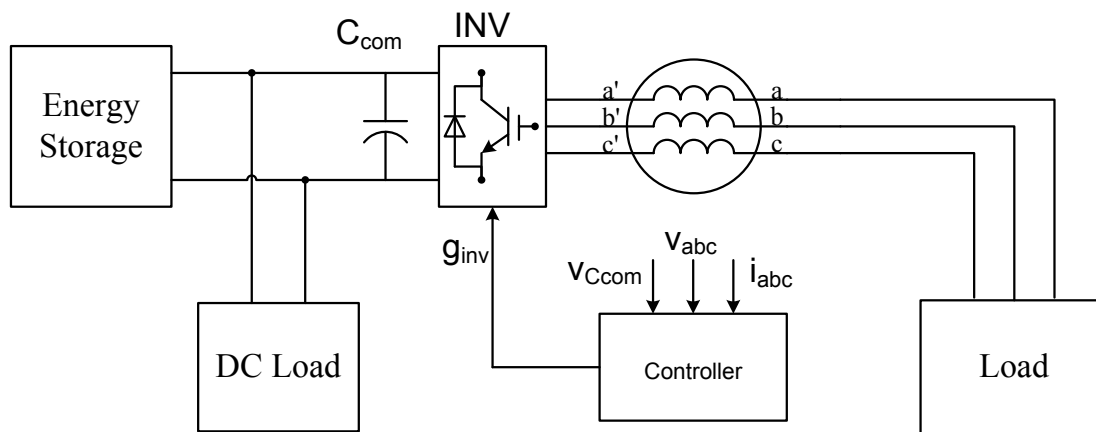 INV
C_com
Energy
Storage
a'
a
b'
b
c'
c
g_inv
v_abc
v_Ccom
i_abc
DC Load
Controller
Load